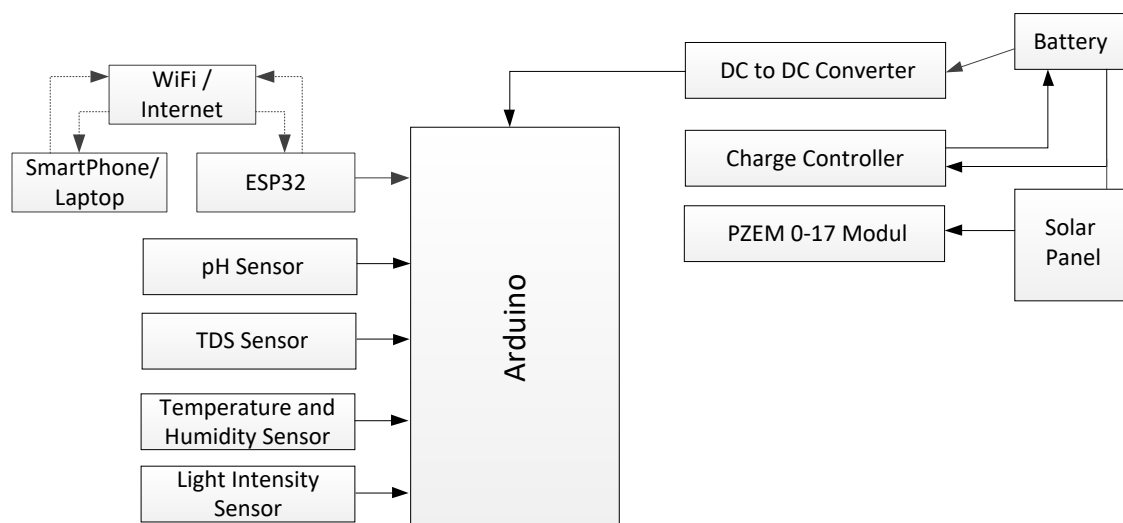 WiFi /
Internet
SmartPhone/
Laptop
ESP32
pH Sensor
TDS Sensor
Temperature and
Humidity Sensor
Light Intensity
Sensor
Arduino
DC to DC Converter
Battery
Charge Controller
PZEM 0-17 Modul
Solar
Panel